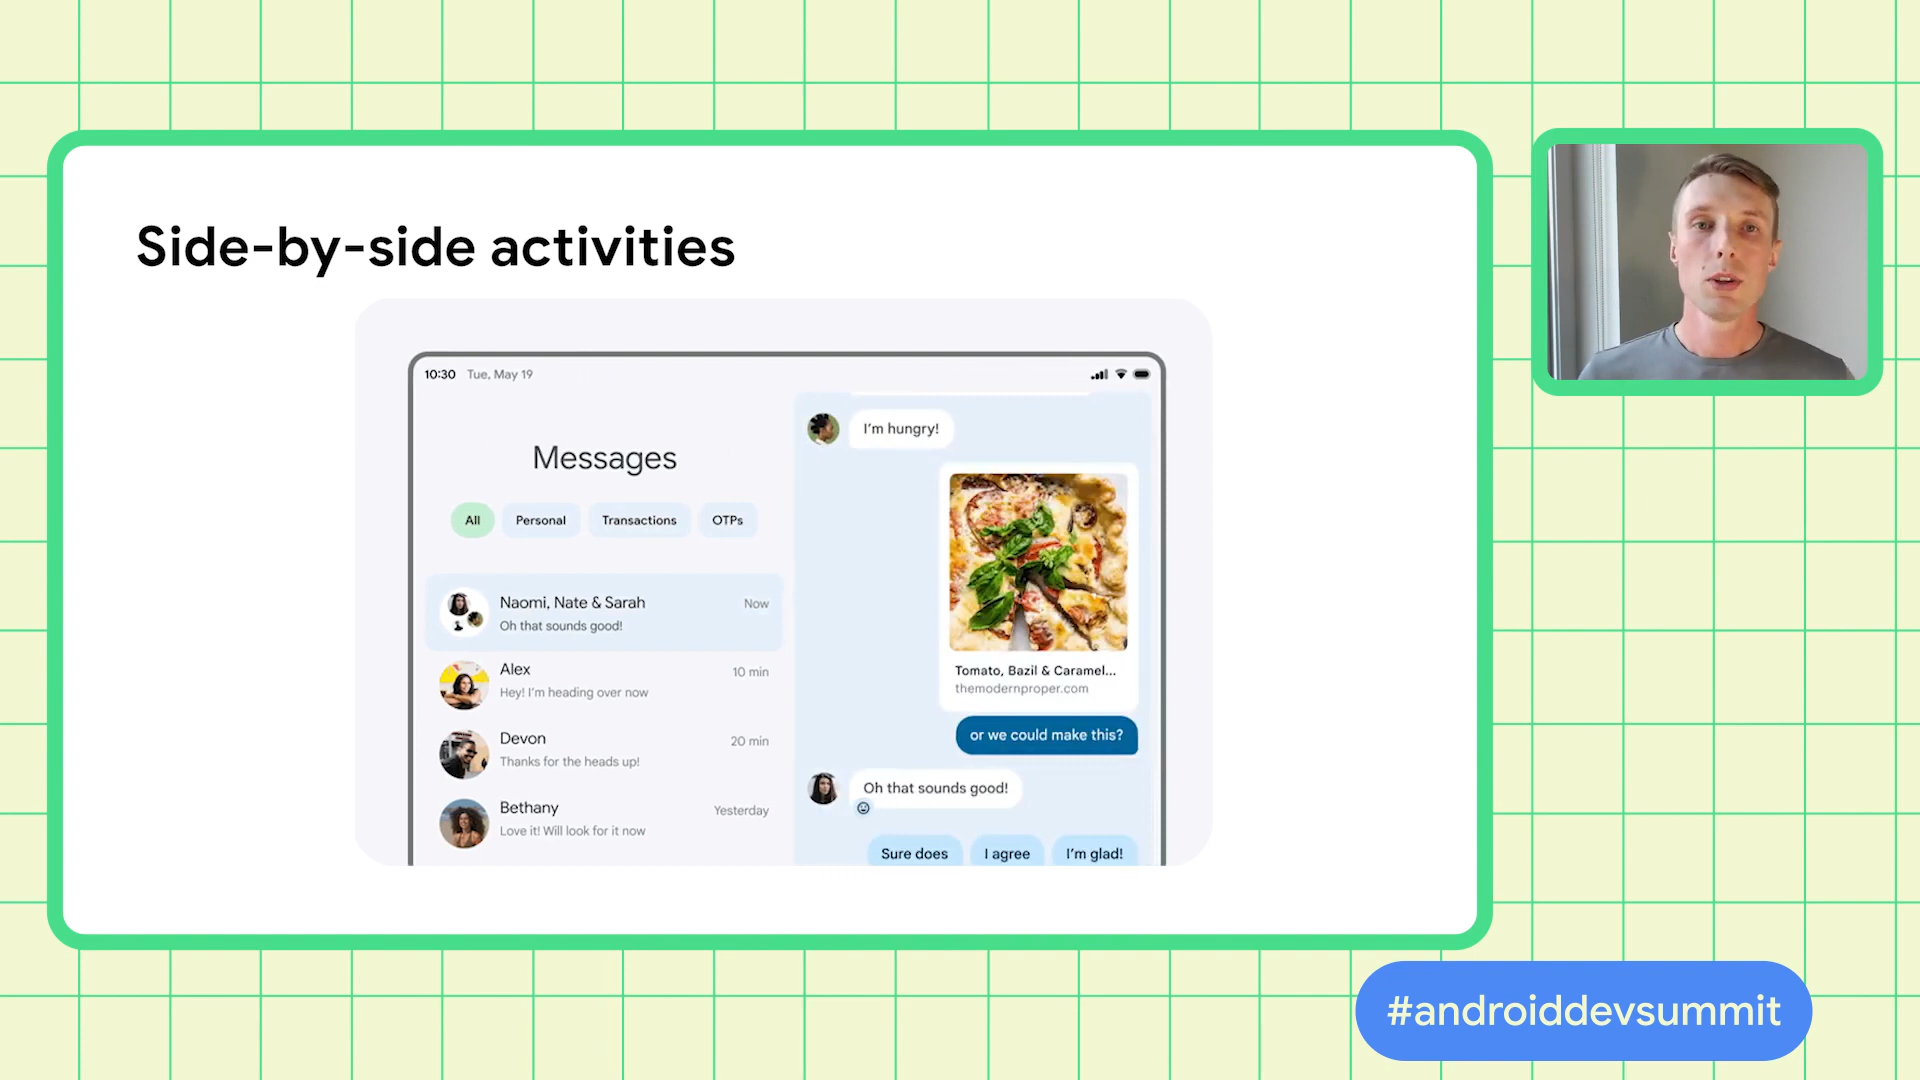 Side-by-side activities
10:30 Tue, May 19
Messages
All Personal Transactions OTPs
Naomi, Nate & Sarah Now
Oh that sounds good!
Alex 10 min
Hey! I'm heading over now
Devon 20 min
Thanks for the heads up!
Bethany Yesterday
Love it! Will look for it now
I'm hungry!
Tomato, Bazil & Caramel...
themodernproper.com
or we could make this?
Oh that sounds good!
Sure does I agree I'm glad!
#androiddevsummit